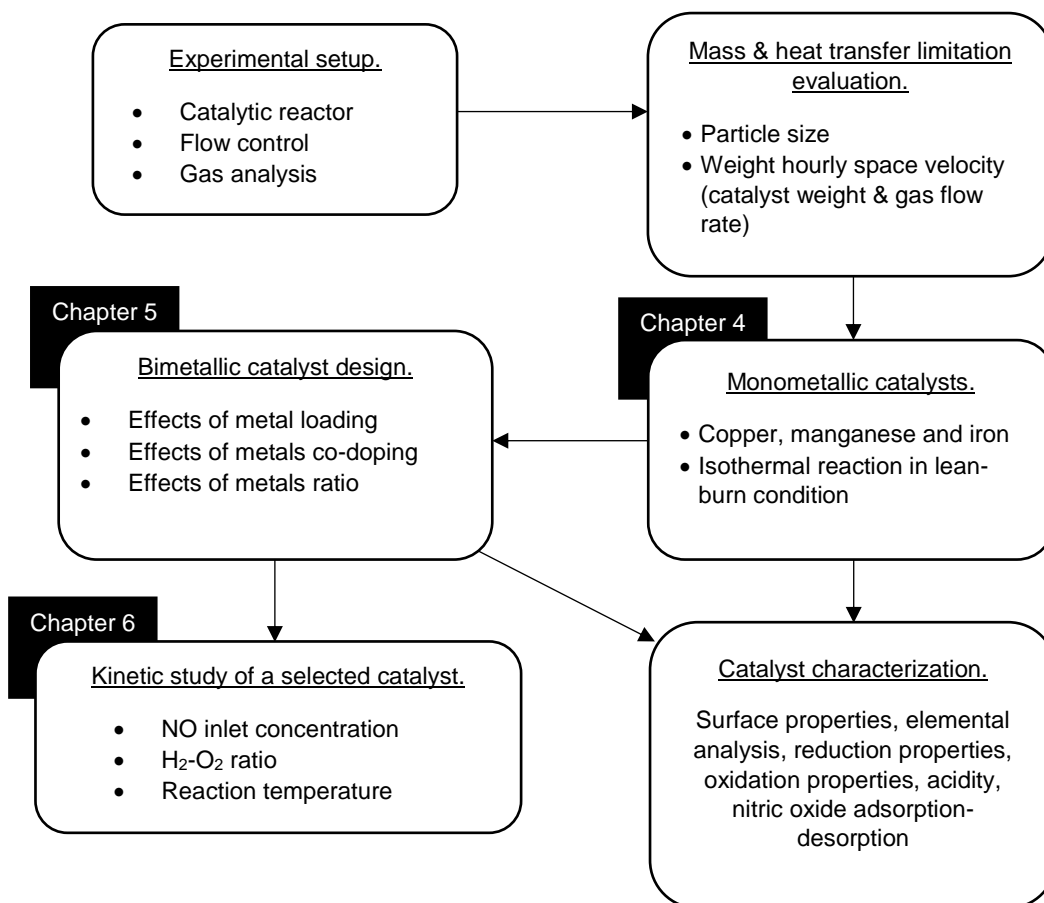 Experimental setup.
• Catalytic reactor
• Flow control
• Gas analysis
Mass & heat transfer limitation
evaluation.
• Particle size
• Weight hourly space velocity
(catalyst weight & gas flow
rate)
Chapter 5
Bimetallic catalyst design.
• Effects of metal loading
• Effects of metals co-doping
• Effects of metals ratio
Chapter 4
Monometallic catalysts.
• Copper, manganese and iron
• Isothermal reaction in lean-
burn condition
Chapter 6
Kinetic study of a selected catalyst.
• NO inlet concentration
• H₂-O₂ ratio
• Reaction temperature
Catalyst characterization.
Surface properties, elemental
analysis, reduction properties,
oxidation properties, acidity,
nitric oxide adsorption-
desorption